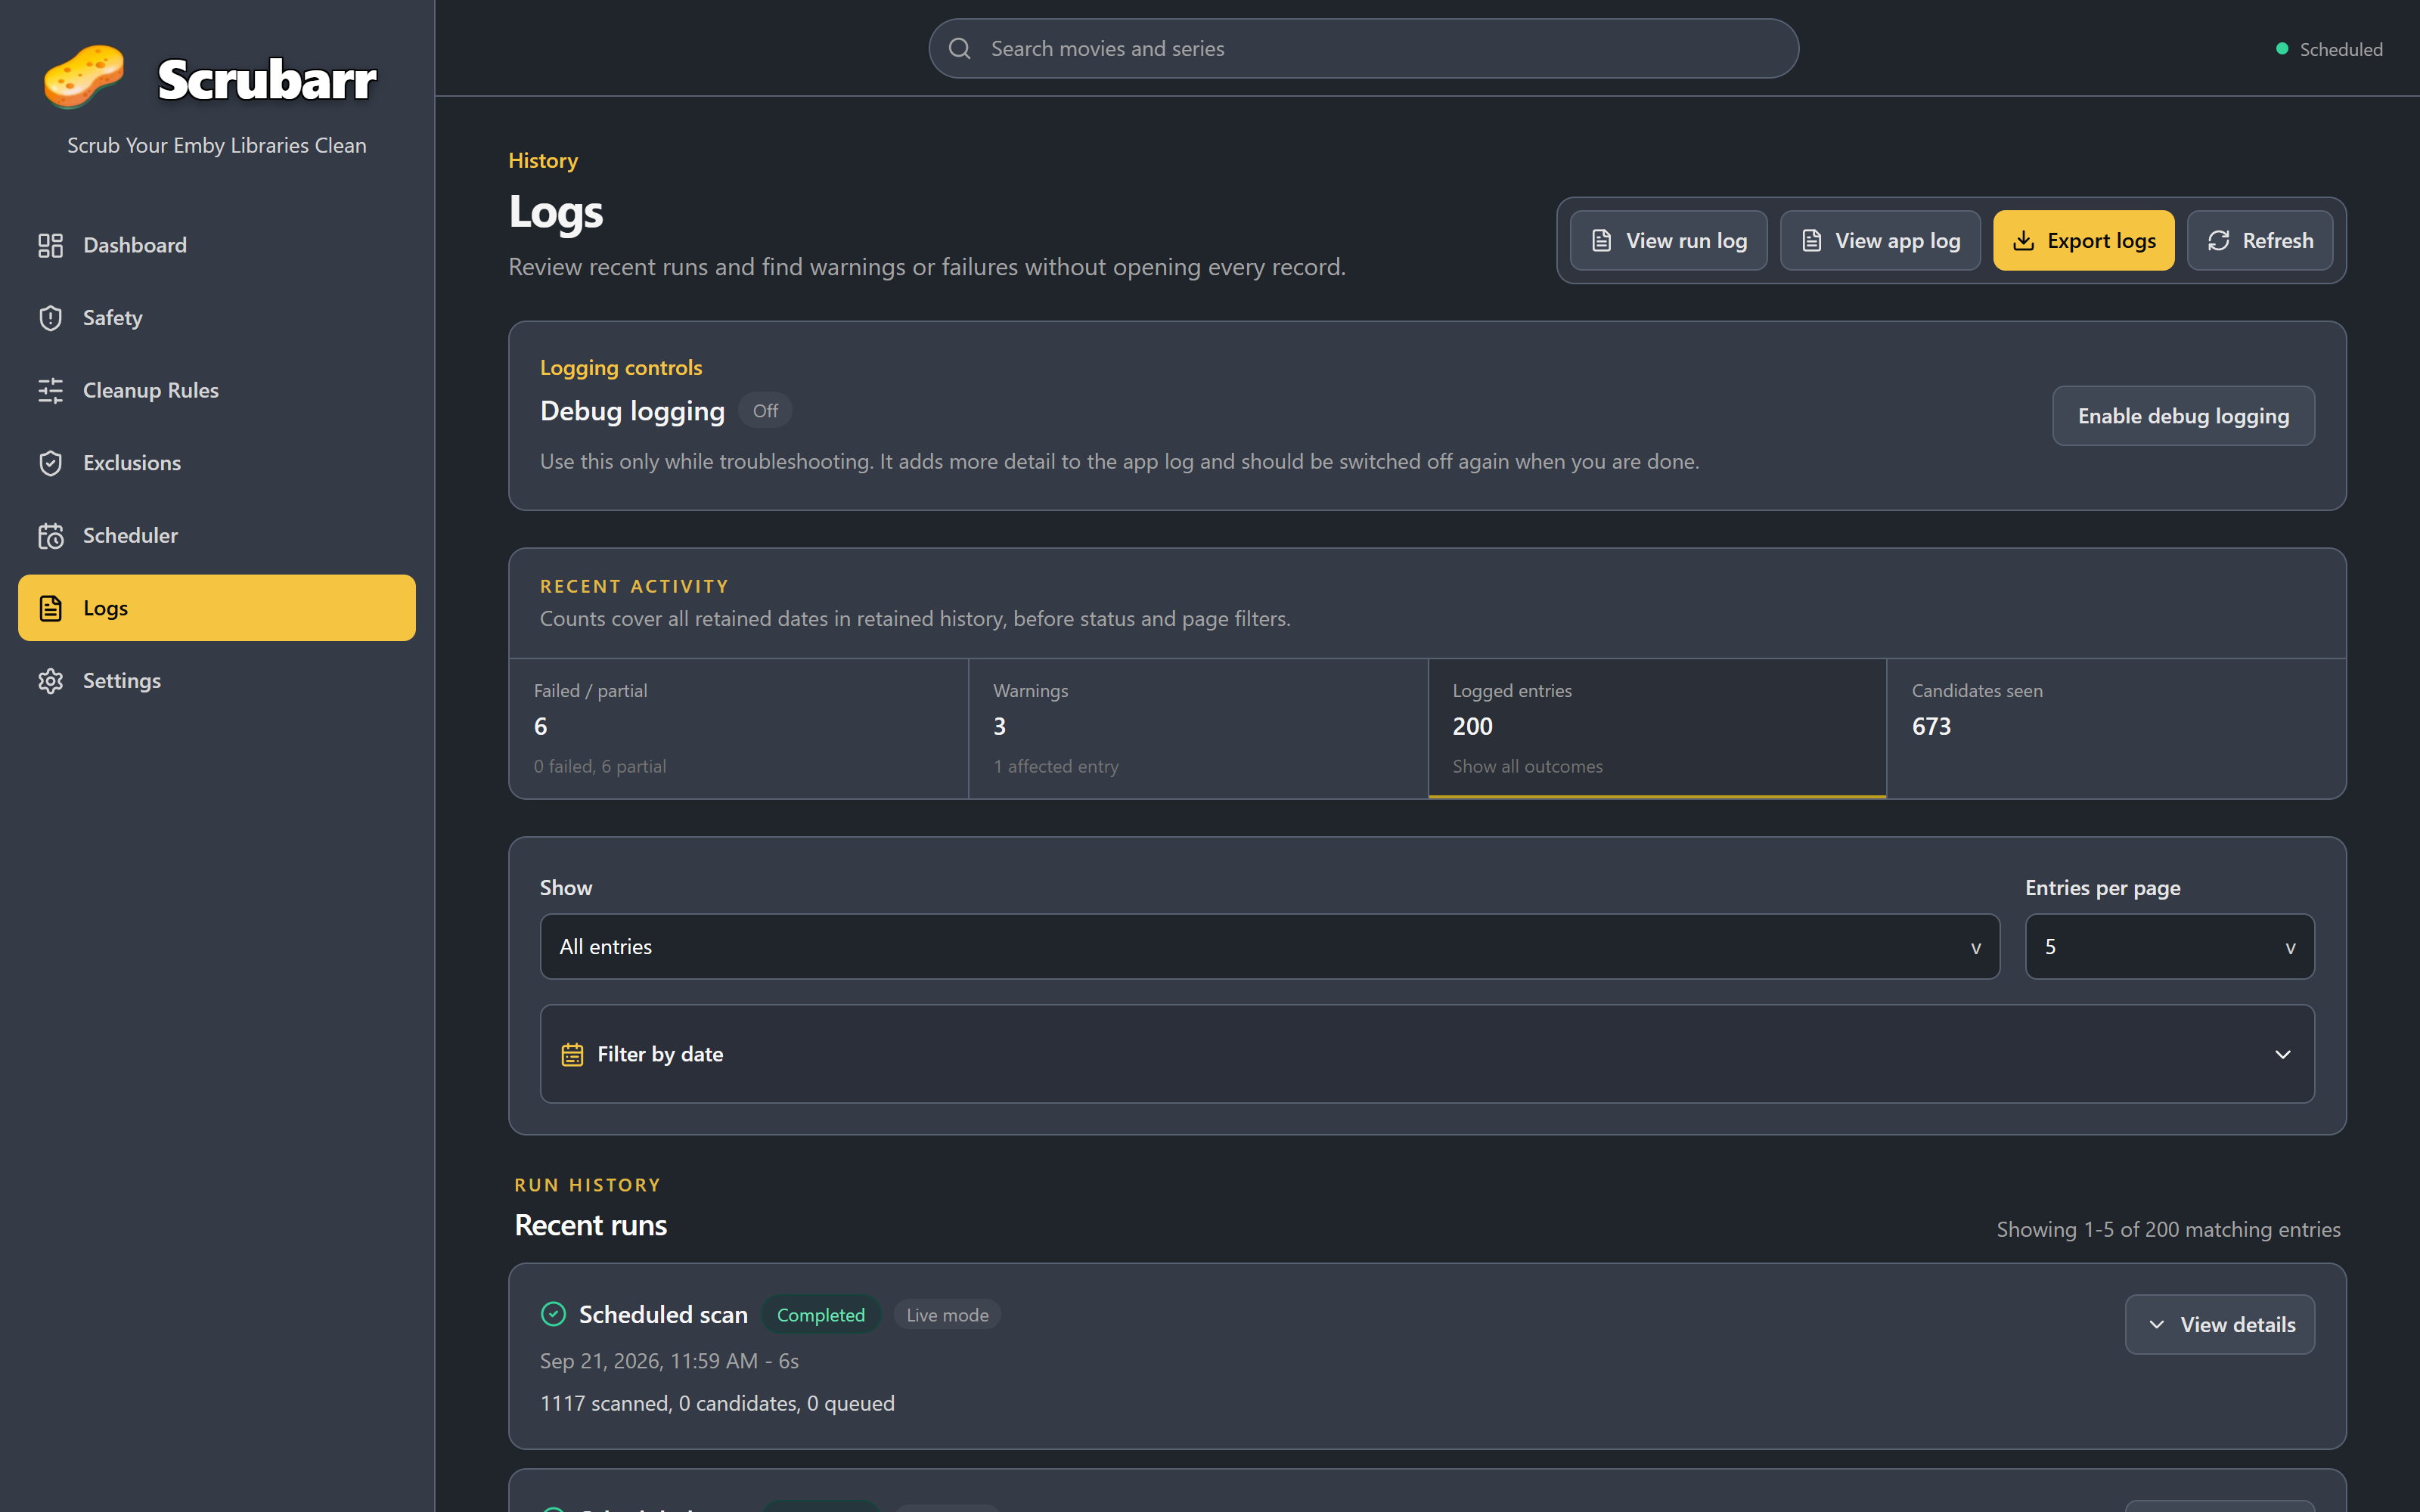 Scrubarr
Scrub Your Emby Libraries Clean
Dashboard
Safety
Cleanup Rules
Exclusions
Scheduler
Logs
Settings
Search movies and series
Scheduled
History
Logs
Review recent runs and find warnings or failures without opening every record.
View run log
View app log
Export logs
Refresh
Logging controls
Debug logging Off
Use this only while troubleshooting. It adds more detail to the app log and should be switched off again when you are done.
Enable debug logging
RECENT ACTIVITY
Counts cover all retained dates in retained history, before status and page filters.
Failed / partial
6
0 failed, 6 partial
Warnings
3
1 affected entry
Logged entries
200
Show all outcomes
Candidates seen
673
Show
All entries v
Entries per page
5 v
Filter by date
RUN HISTORY
Recent runs
Showing 1-5 of 200 matching entries
Scheduled scan Completed Live mode
Sep 21, 2026, 11:59 AM - 6s
1117 scanned, 0 candidates, 0 queued
View details